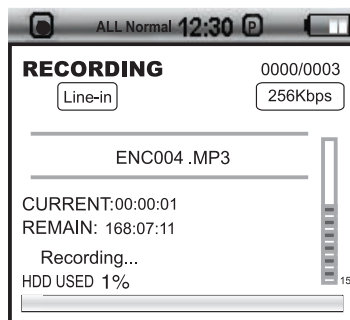 ALL Normal 12:30 P
RECORDING 0000/0003
Line-in 256Kbps
ENC004 .MP3
CURRENT:00:00:01
REMAIN: 168:07:11
Recording...
HDD USED 1%
15